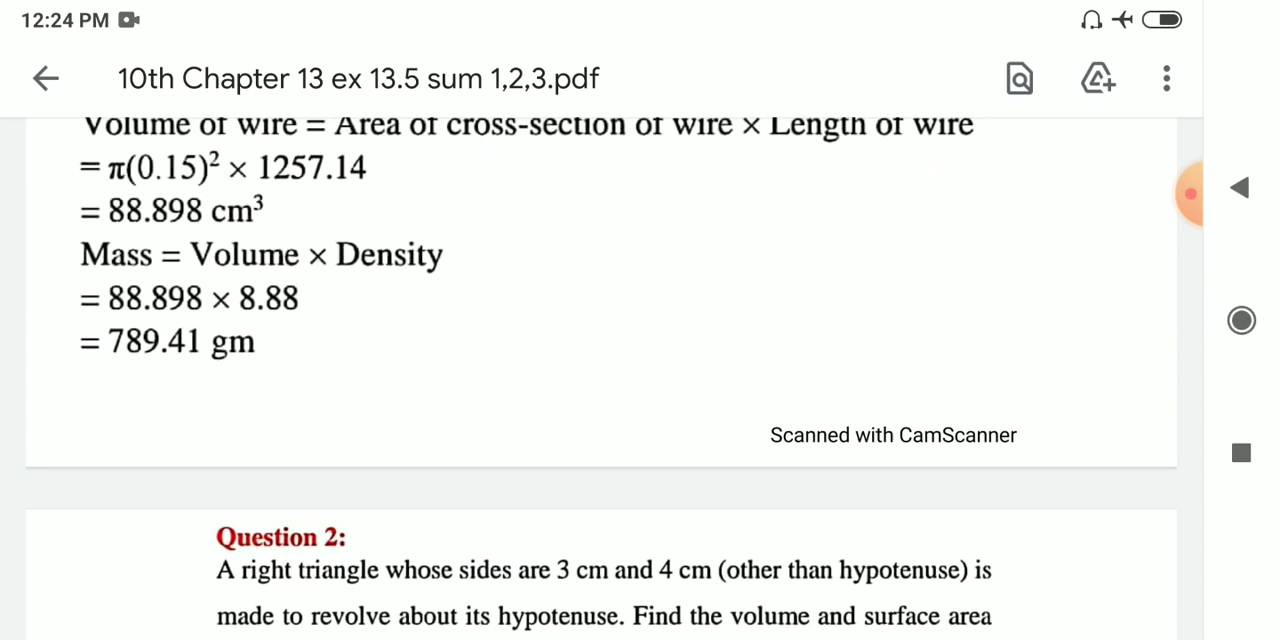 12:24 PM
10th Chapter 13 ex 13.5 sum 1,2,3.pdf
Volume of wire = Area of cross-section of wire × Length of wire
= π(0.15)² × 1257.14
= 88.898 cm³
Mass = Volume × Density
= 88.898 × 8.88
= 789.41 gm
Scanned with CamScanner
Question 2:
A right triangle whose sides are 3 cm and 4 cm (other than hypotenuse) is
made to revolve about its hypotenuse. Find the volume and surface area